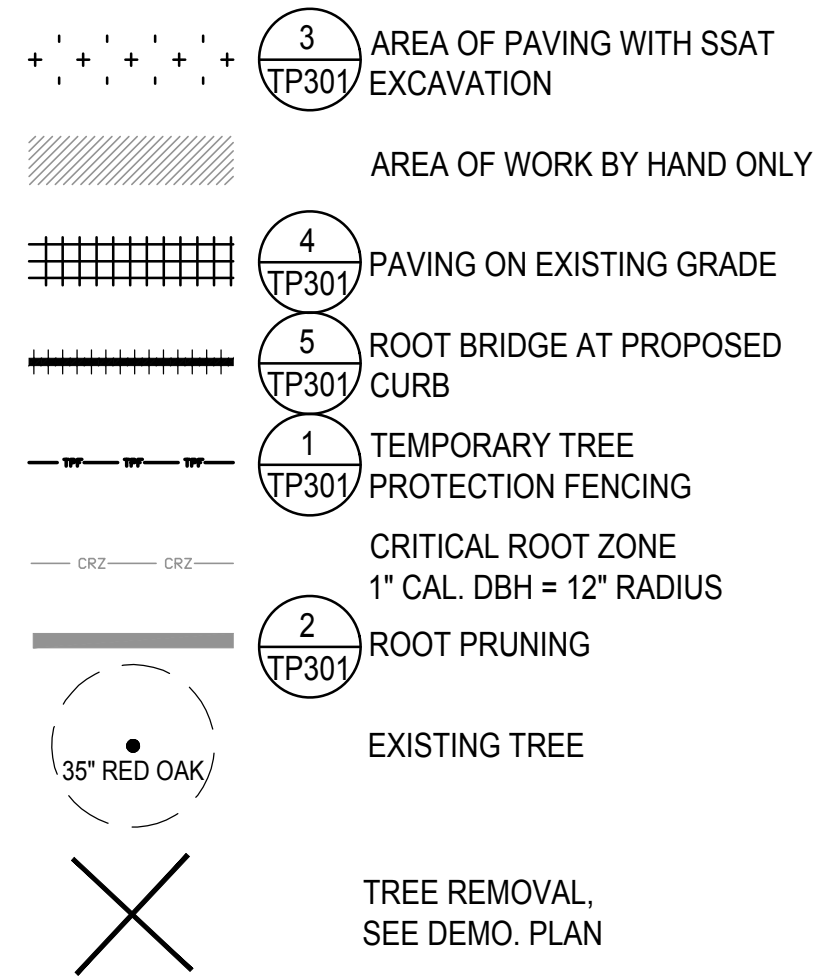 3
TP301
AREA OF PAVING WITH SSAT
EXCAVATION
AREA OF WORK BY HAND ONLY
4
TP301
PAVING ON EXISTING GRADE
5
TP301
ROOT BRIDGE AT PROPOSED
CURB
TPF TPF TPF
1
TP301
TEMPORARY TREE
PROTECTION FENCING
CRZ CRZ
CRITICAL ROOT ZONE
1" CAL. DBH = 12" RADIUS
2
TP301
ROOT PRUNING
35" RED OAK
EXISTING TREE
TREE REMOVAL,
SEE DEMO. PLAN